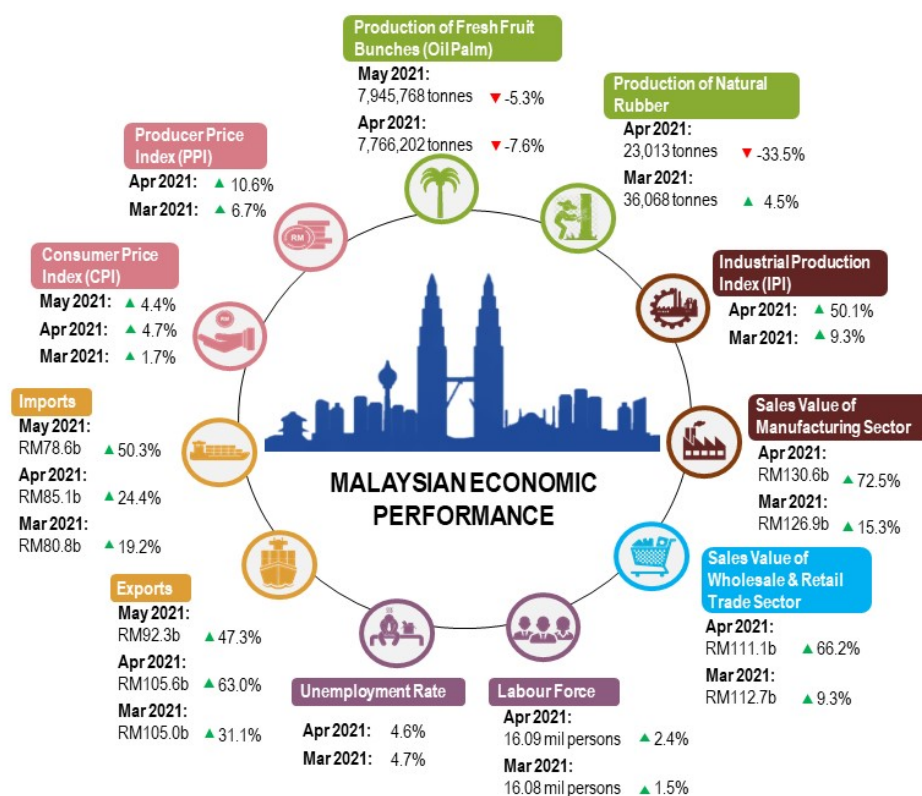 Production of Fresh Fruit
Bunches (Oil Palm)
May 2021:
7,945,768 tonnes ▼ -5.3%
Apr 2021:
7,766,202 tonnes ▼ -7.6%
Production of Natural
Rubber
Apr 2021:
23,013 tonnes ▼ -33.5%
Mar 2021:
36,068 tonnes ▲ 4.5%
Producer Price
Index (PPI)
Apr 2021: ▲ 10.6%
Mar 2021: ▲ 6.7%
RM
Consumer Price
Index (CPI)
May 2021: ▲ 4.4%
Apr 2021: ▲ 4.7%
Mar 2021: ▲ 1.7%
Industrial Production
Index (IPI)
Apr 2021: ▲ 50.1%
Mar 2021: ▲ 9.3%
Imports
May 2021:
RM78.6b ▲ 50.3%
Apr 2021:
RM85.1b ▲ 24.4%
Mar 2021:
RM80.8b ▲ 19.2%
Sales Value of
Manufacturing Sector
Apr 2021:
RM130.6b ▲ 72.5%
Mar 2021:
RM126.9b ▲ 15.3%
MALAYSIAN ECONOMIC
PERFORMANCE
Exports
May 2021:
RM92.3b ▲ 47.3%
Apr 2021:
RM105.6b ▲ 63.0%
Mar 2021:
RM105.0b ▲ 31.1%
Sales Value of
Wholesale & Retail
Trade Sector
Apr 2021:
RM111.1b ▲ 66.2%
Mar 2021:
RM112.7b ▲ 9.3%
Unemployment Rate
Apr 2021: 4.6%
Mar 2021: 4.7%
Labour Force
Apr 2021:
16.09 mil persons ▲ 2.4%
Mar 2021:
16.08 mil persons ▲ 1.5%